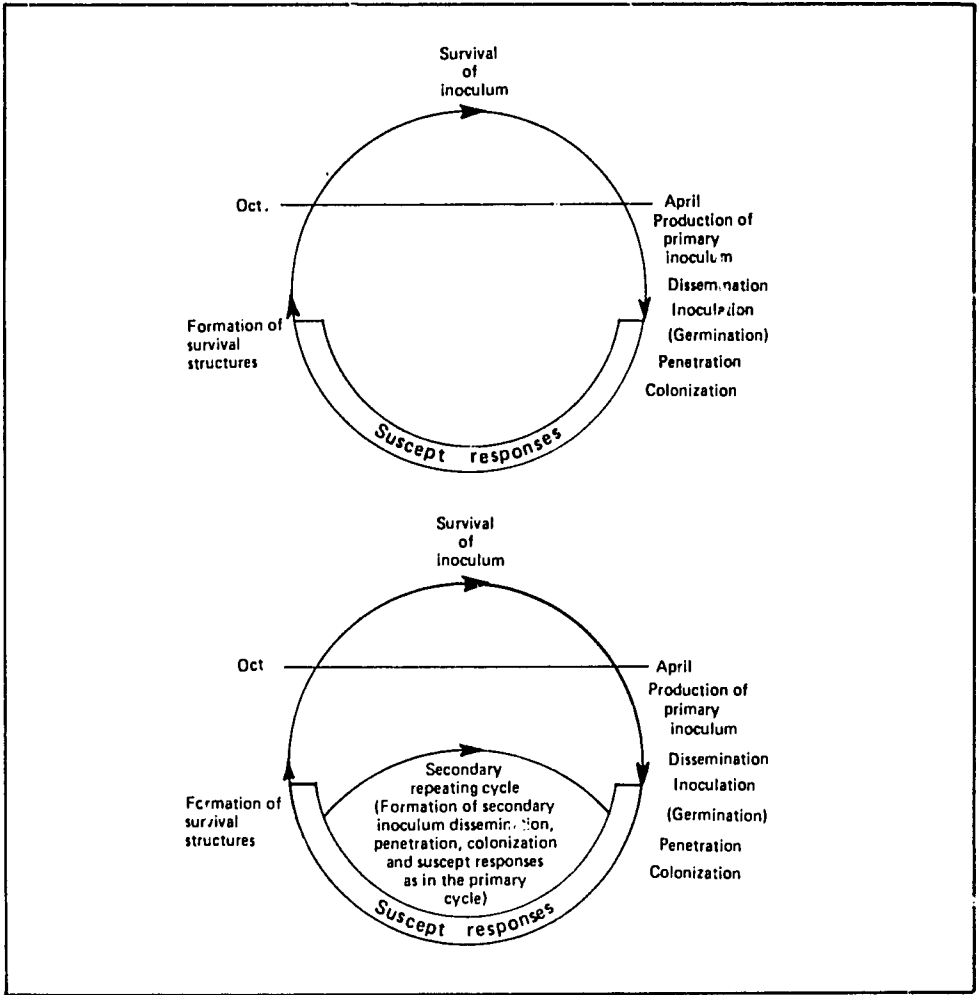 Survival
of
inoculum
Oct.
April
Production of
primary
inoculum
Dissemination
Inoculation
(Germination)
Penetration
Colonization
Formation of
survival
structures
Suscept responses
Survival
of
inoculum
Oct
April
Production of
primary
inoculum
Dissemination
Inoculation
(Germination)
Penetration
Colonization
Formation of
survival
structures
Secondary
repeating cycle
(Formation of secondary
inoculum dissemination,
penetration, colonization
and suscept responses
as in the primary
cycle)
Suscept responses